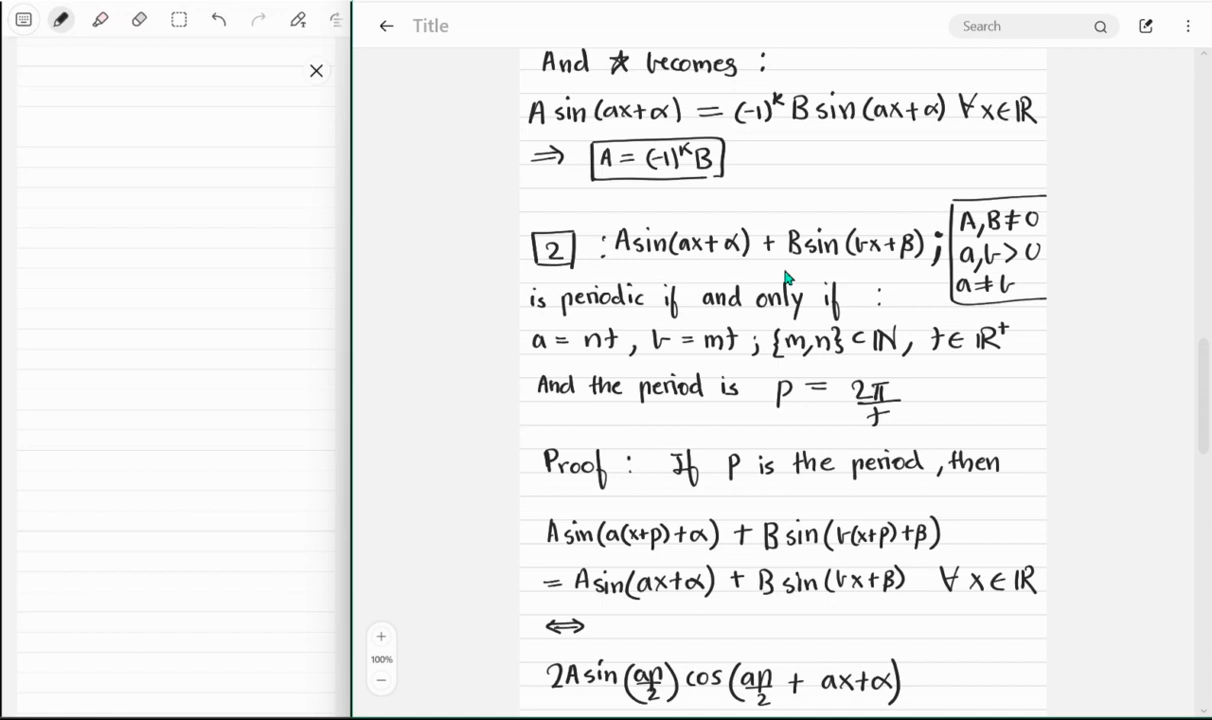 Title
Search
And ★ becomes :
A sin (ax+α) = (-1)^k B sin (ax+α) ∀x∈ℝ
⇒ A = (-1)^k B
2 : Asin(ax+α) + Bsin(bx+β) ; A,B≠0
a,b>0
a≠b
is periodic if and only if :
a = nt , b = mt ; {m,n} ⊂ ℕ, t∈ ℝ⁺
And the period is p = 2π/t
Proof : If p is the period, then
A sin(a(x+p)+α) + B sin(b(x+p)+β)
= A sin(ax+α) + B sin(bx+β) ∀ x∈ℝ
⟺
100%
2A sin(ap/2) cos(ap/2 + ax+α)